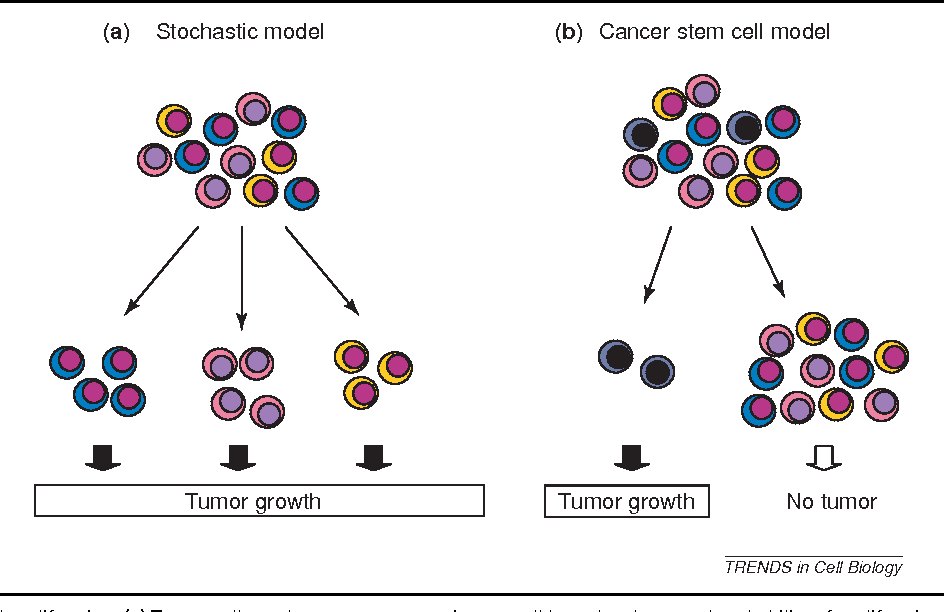 (a) Stochastic model
(b) Cancer stem cell model
Tumor growth
Tumor growth
No tumor
TRENDS in Cell Biology